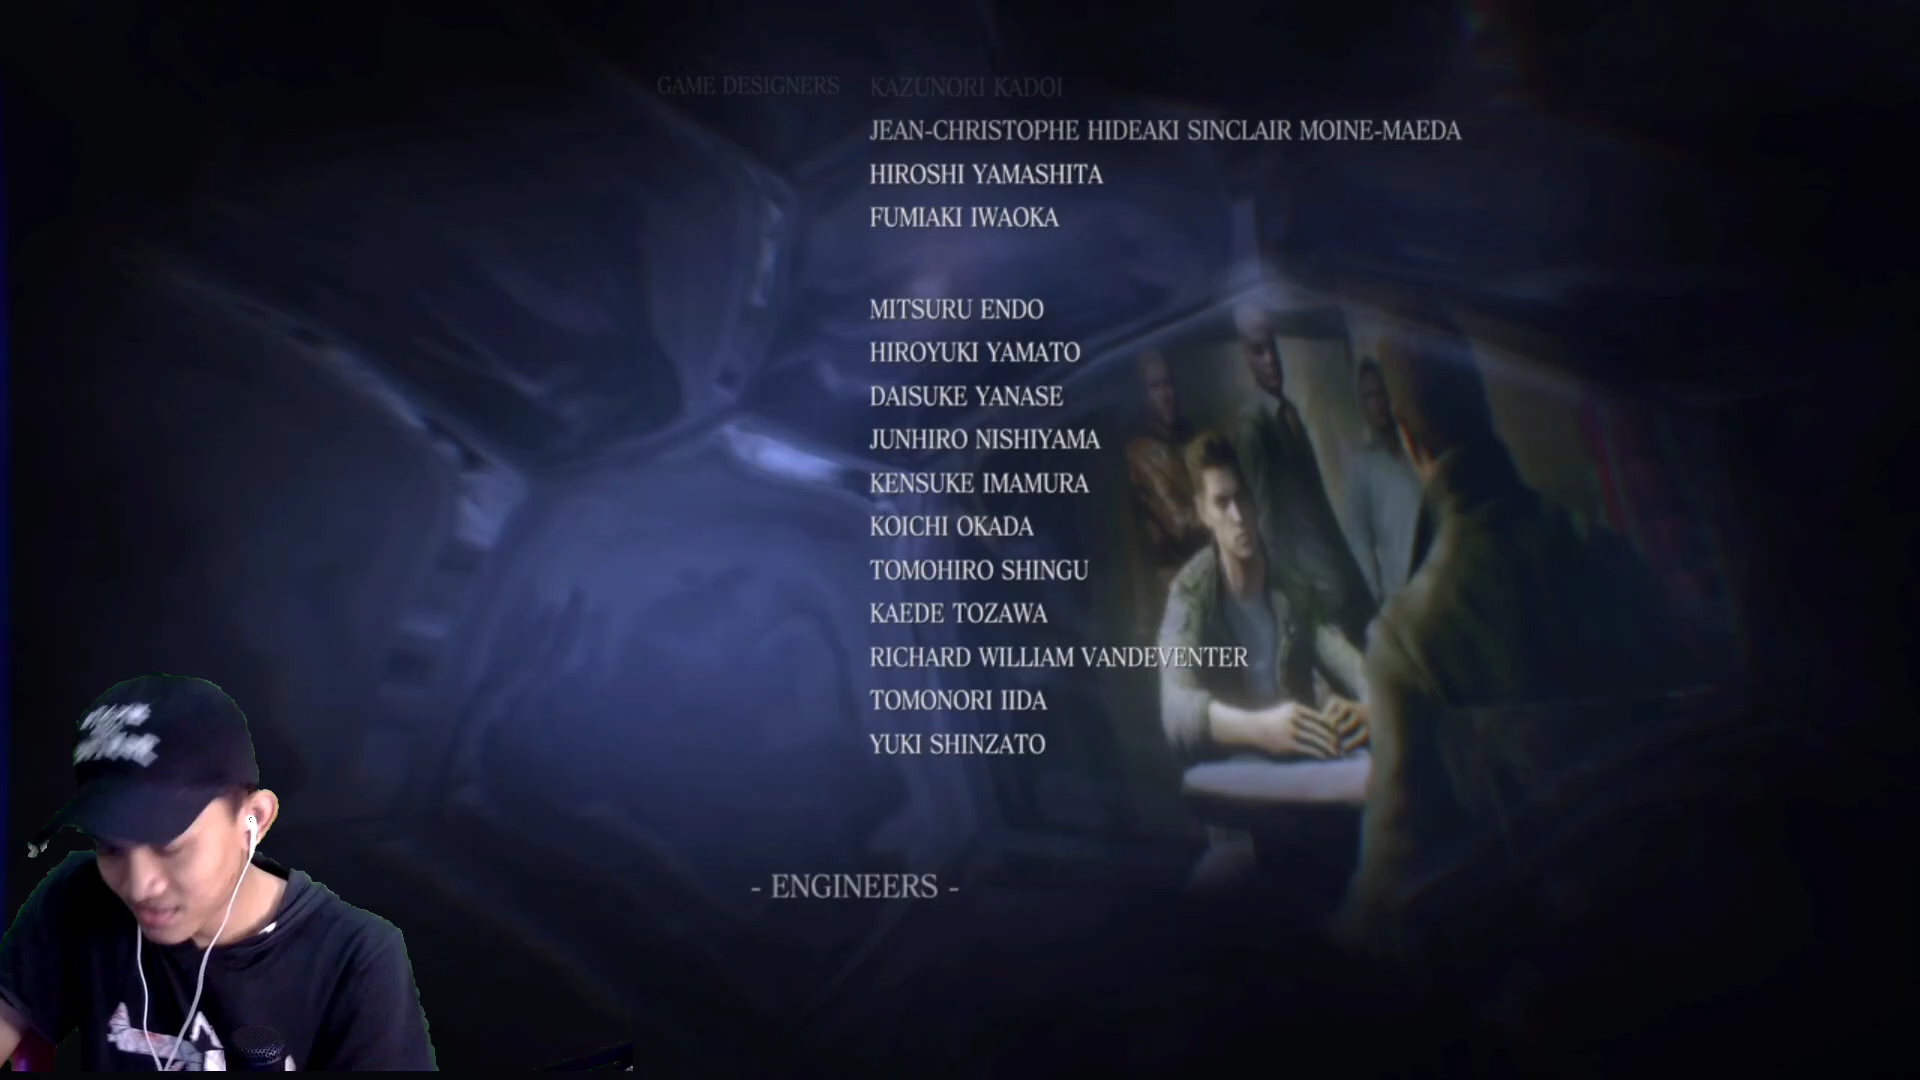 GAME DESIGNERS KAZUNORI KADOI
JEAN-CHRISTOPHE HIDEAKI SINCLAIR MOINE-MAEDA
HIROSHI YAMASHITA
FUMIAKI IWAOKA
MITSURU ENDO
HIROYUKI YAMATO
DAISUKE YANASE
JUNHIRO NISHIYAMA
KENSUKE IMAMURA
KOICHI OKADA
TOMOHIRO SHINGU
KAEDE TOZAWA
RICHARD WILLIAM VANDEVENTER
TOMONORI IIDA
YUKI SHINZATO
- ENGINEERS -